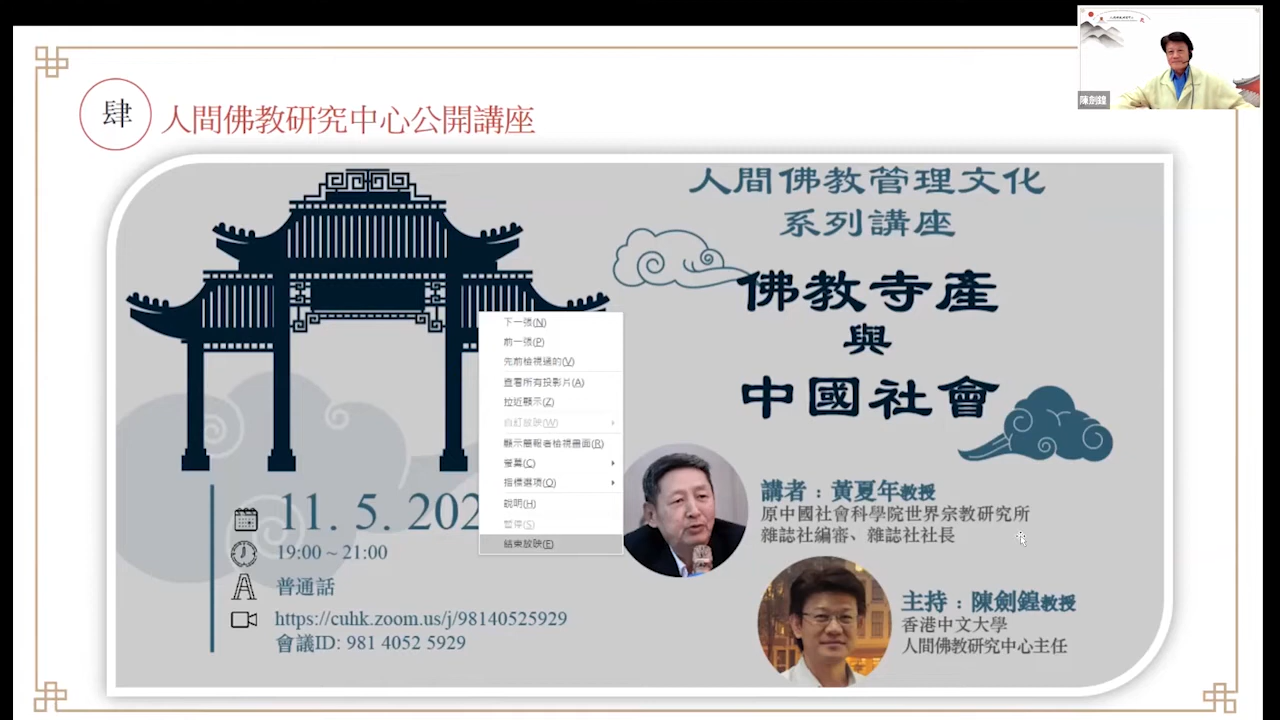 肆 人間佛教研究中心公開講座
陳劍鍠
人間佛教管理文化
系列講座
佛教寺產
與
中國社會
下一張(N)
前一張(P)
先前檢視過的(V)
查看所有投影片(A)
拉近顯示(Z)
自訂放映(W)
顯示簡報者檢視畫面(R)
螢幕(C)
指標選項(O)
說明(H)
暫停(S)
結束放映(E)
11. 5. 202
19:00 ~ 21:00
普通話
https://cuhk.zoom.us/j/98140525929
會議ID: 981 4052 5929
講者：黃夏年教授
原中國社會科學院世界宗教研究所
雜誌社編審、雜誌社社長
主持：陳劍鍠教授
香港中文大學
人間佛教研究中心主任